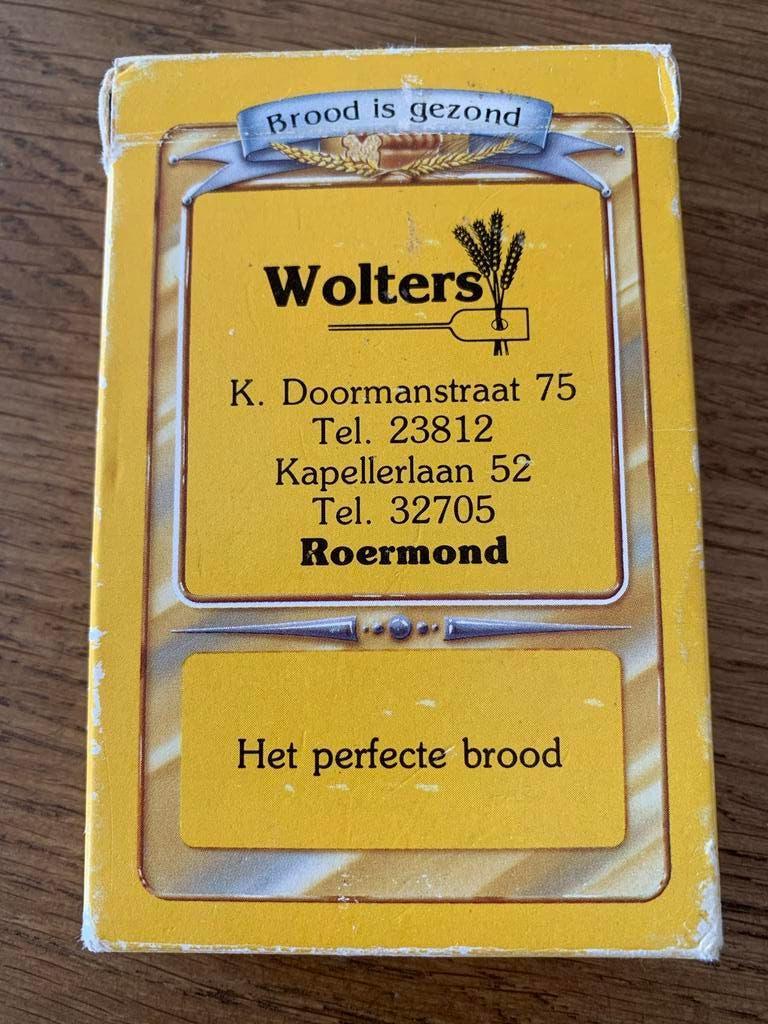 Brood is gezond
Wolters
K. Doormanstraat 75
Tel. 23812
Kapellerlaan 52
Tel. 32705
Roermond
Het perfecte brood